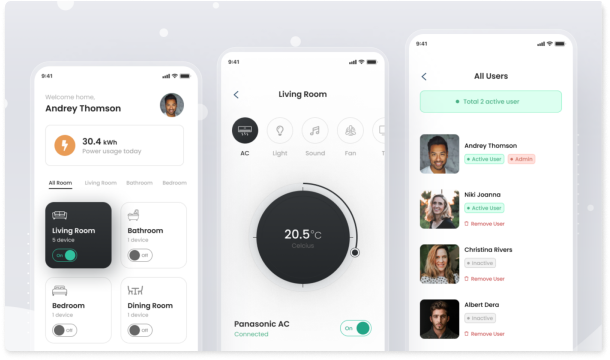 9:41
Welcome home,
Andrey Thomson
30.4 kWh
Power usage today
All Room Living Room Bathroom Bedroom
Living Room
5 device
On
Bathroom
1 device
Off
Bedroom
1 device
Off
Dining Room
1 device
Off
9:41
Living Room
AC Light Sound Fan T
20.5°C
Celcius
Panasonic AC
Connected
On
9:41
All Users
Total 2 active user
Andrey Thomson
Active User Admin
Niki Joanna
Active User
Remove User
Christina Rivers
Inactive
Remove User
Albert Dera
Inactive
Remove User